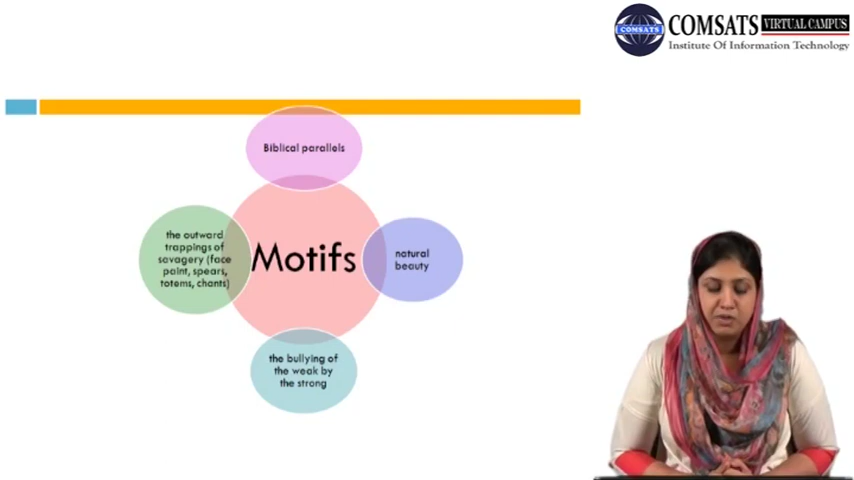 COMSATS VIRTUAL CAMPUS
Institute Of Information Technology
COMSATS
Biblical parallels
the outward
trappings of
savagery (face
paint, spears,
totems, chants)
Motifs
natural
beauty
the bullying of
the weak by
the strong